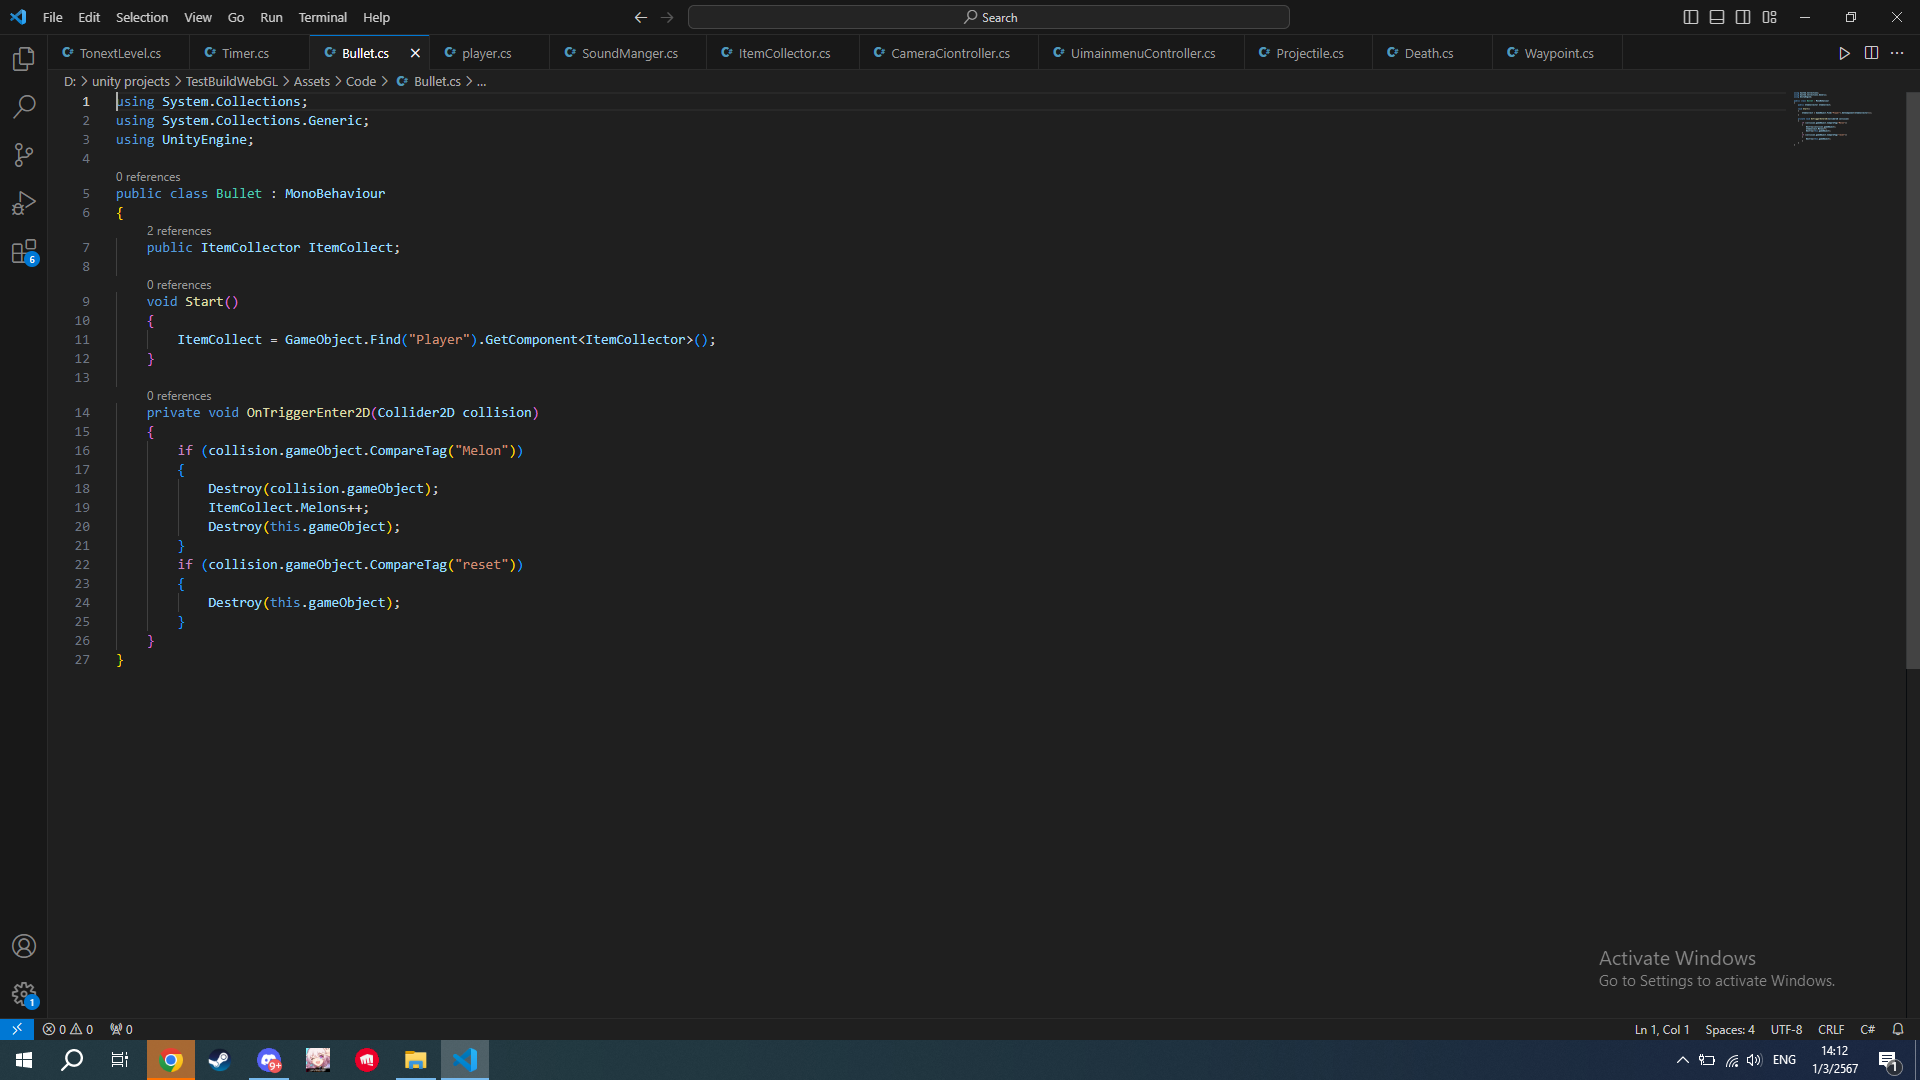 File Edit Selection View Go Run Terminal Help Search
TonextLevel.cs Timer.cs Bullet.cs player.cs SoundManger.cs ItemCollector.cs CameraCiontroller.cs UimainmenuController.cs Projectile.cs Death.cs Waypoint.cs
D: > unity projects > TestBuildWebGL > Assets > Code > Bullet.cs > ...
1 using System.Collections;
2 using System.Collections.Generic;
3 using UnityEngine;
4
0 references
5 public class Bullet : MonoBehaviour
6 {
2 references
7 public ItemCollector ItemCollect;
8
0 references
9 void Start()
10 {
11 ItemCollect = GameObject.Find("Player").GetComponent<ItemCollector>();
12 }
13
0 references
14 private void OnTriggerEnter2D(Collider2D collision)
15 {
16 if (collision.gameObject.CompareTag("Melon"))
17 {
18 Destroy(collision.gameObject);
19 ItemCollect.Melons++;
20 Destroy(this.gameObject);
21 }
22 if (collision.gameObject.CompareTag("reset"))
23 {
24 Destroy(this.gameObject);
25 }
26 }
27 }
6
Activate Windows
Go to Settings to activate Windows.
1
0 0 0 Ln 1, Col 1 Spaces: 4 UTF-8 CRLF C#
9+ ENG 14:12
1/3/2567 1